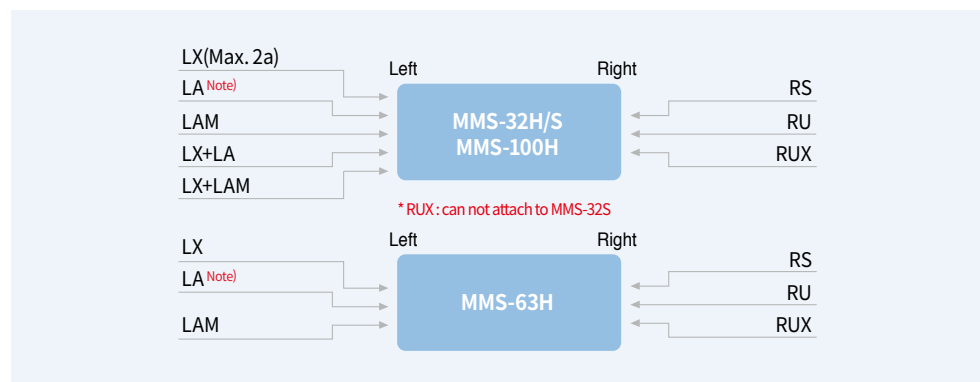 LX(Max. 2a)
LA Note)
LAM
LX+LA
LX+LAM
Left
Right
MMS-32H/S
MMS-100H
RS
RU
RUX
* RUX : can not attach to MMS-32S
LX
LA Note)
LAM
Left
Right
MMS-63H
RS
RU
RUX